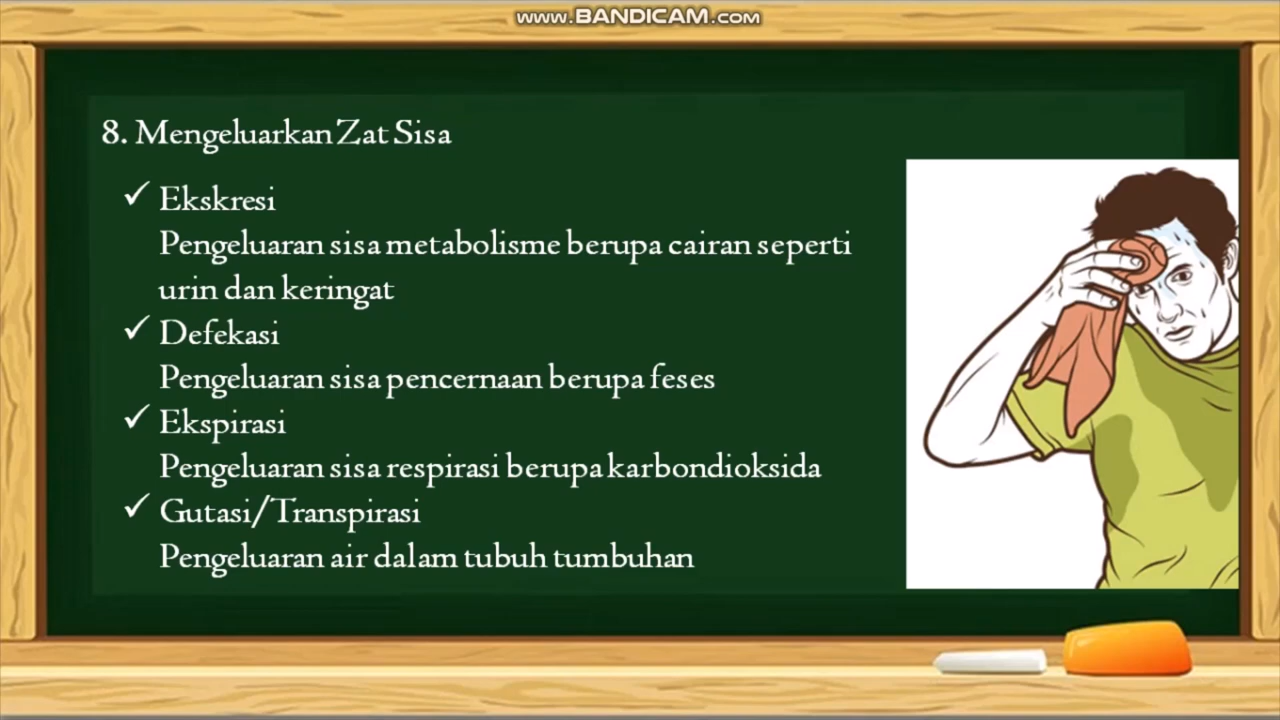 www.BANDICAM.com
8. Mengeluarkan Zat Sisa
✓ Ekskresi
Pengeluaran sisa metabolisme berupa cairan seperti
urin dan keringat
✓ Defekasi
Pengeluaran sisa pencernaan berupa feses
✓ Ekspirasi
Pengeluaran sisa respirasi berupa karbondioksida
✓ Gutasi/Transpirasi
Pengeluaran air dalam tubuh tumbuhan